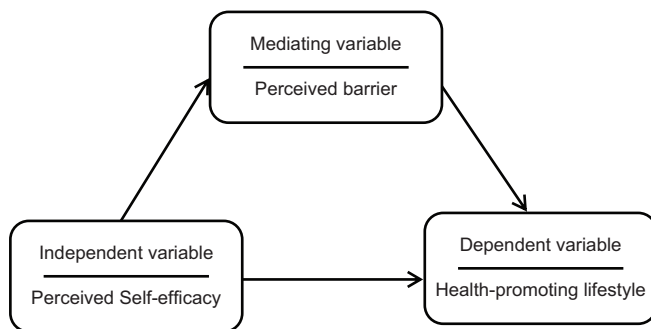 Mediating variable
Perceived barrier
Independent variable
Perceived Self-efficacy
Dependent variable
Health-promoting lifestyle